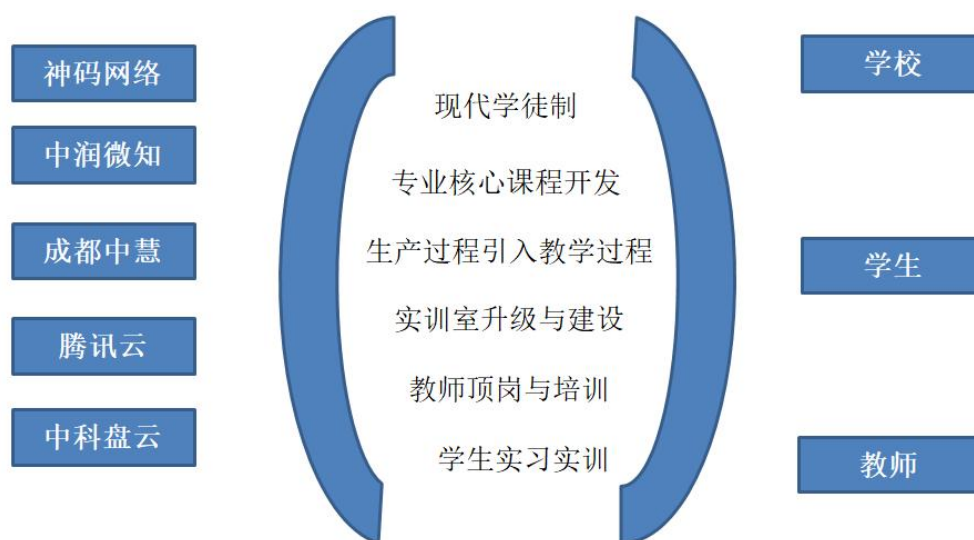 神码网络
中润微知
成都中慧
腾讯云
中科盘云
现代学徒制
专业核心课程开发
生产过程引入教学过程
实训室升级与建设
教师顶岗与培训
学生实习实训
学校
学生
教师